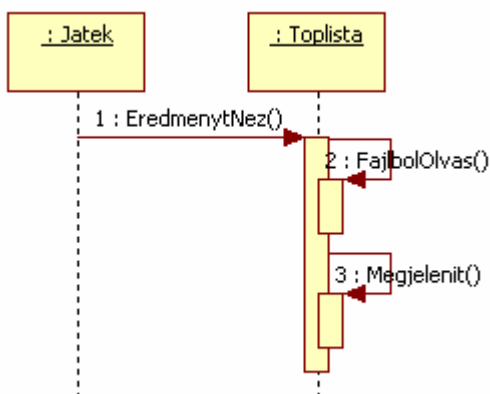 : Jatek
: Toplista
1 : EredmenytNez()
2 : FajlbolOlvas()
3 : Megjelenit()